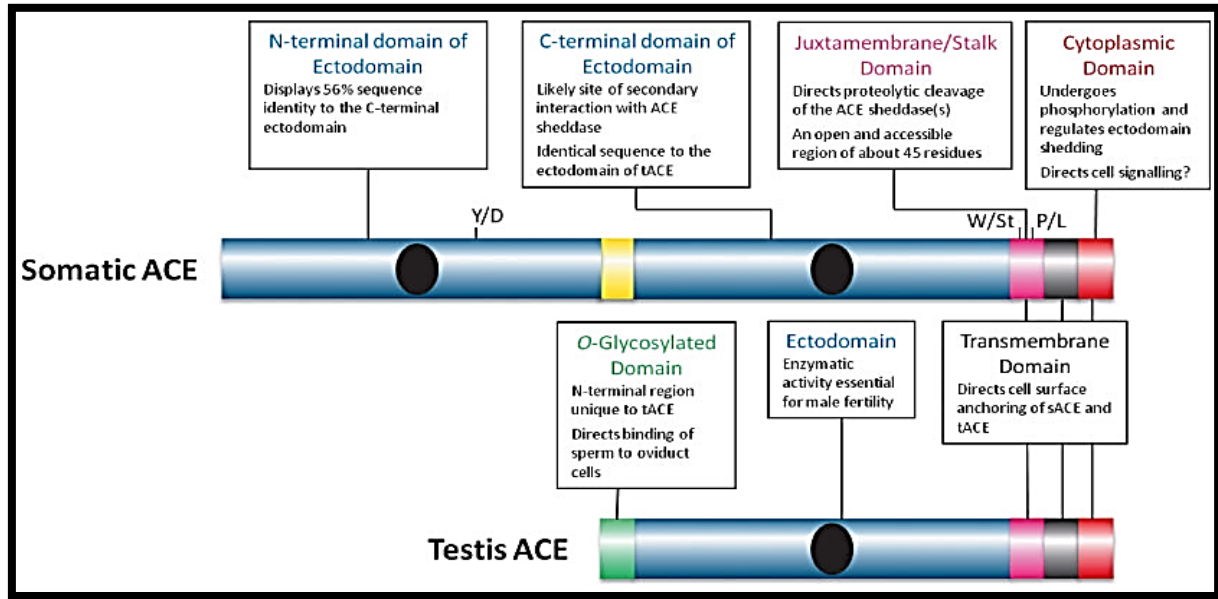 N-terminal domain of
Ectodomain
Displays 56% sequence
identity to the C-terminal
ectodomain
C-terminal domain of
Ectodomain
Likely site of secondary
interaction with ACE
sheddase
Identical sequence to the
ectodomain of tACE
Juxtamembrane/Stalk
Domain
Directs proteolytic cleavage
of the ACE sheddase(s)
An open and accessible
region of about 45 residues
Cytoplasmic
Domain
Undergoes
phosphorylation and
regulates ectodomain
shedding
Directs cell signalling?
Y/D
W/St
P/L
Somatic ACE
O-Glycosylated
Domain
N-terminal region
unique to tACE
Directs binding of
sperm to oviduct
cells
Ectodomain
Enzymatic
activity essential
for male fertility
Transmembrane
Domain
Directs cell surface
anchoring of sACE and
tACE
Testis ACE